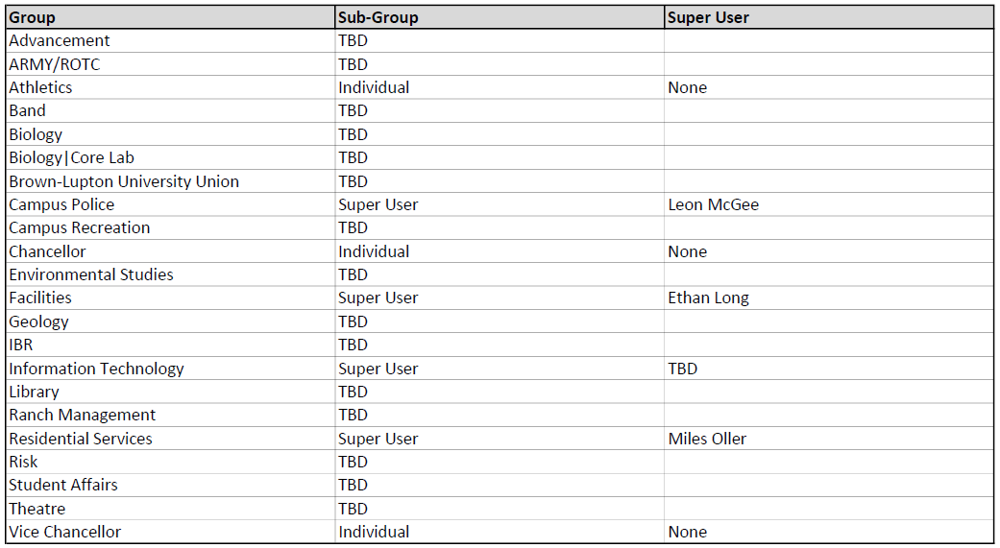 Group Sub-Group Super User
Advancement TBD
ARMY/ROTC TBD
Athletics Individual None
Band TBD
Biology TBD
Biology|Core Lab TBD
Brown-Lupton University Union TBD
Campus Police Super User Leon McGee
Campus Recreation TBD
Chancellor Individual None
Environmental Studies TBD
Facilities Super User Ethan Long
Geology TBD
IBR TBD
Information Technology Super User TBD
Library TBD
Ranch Management TBD
Residential Services Super User Miles Oller
Risk TBD
Student Affairs TBD
Theatre TBD
Vice Chancellor Individual None